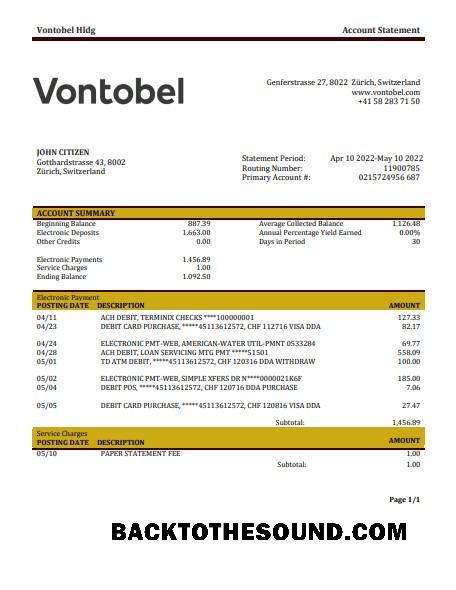 Vontobel Hldg Account Statement
Vontobel
Genferstrasse 27, 8022 Zürich, Switzerland
www.vontobel.com
+41 58 283 71 50
JOHN CITIZEN
Gotthardstrasse 43, 8002
Zürich, Switzerland
Statement Period: Apr 10 2022-May 10 2022
Routing Number: 11900785
Primary Account #: 0215724956 687
ACCOUNT SUMMARY
Beginning Balance 887.39 Average Collected Balance 1.126.48
Electronic Deposits 1.663.00 Annual Percentage Yield Earned 0.00%
Other Credits 0.00 Days in Period 30
Electronic Payments 1.456.89
Service Charges 1.00
Ending Balance 1.092.50
Electronic Payment
POSTING DATE DESCRIPTION AMOUNT
04/11 ACH DEBIT, TERMINIX CHECKS ****100000001 127.33
04/23 DEBIT CARD PURCHASE, *****45113612572, CHF 112716 VISA DDA 82.17
04/24 ELECTRONIC PMT-WEB, AMERICAN-WATER UTIL-PMNT 0533284 69.77
04/28 ACH DEBIT, LOAN SERVICING MTG PMT *****51501 558.09
05/01 TD ATM DEBIT, *****45113612572, CHF 120316 DDA WITHDRAW 100.00
05/02 ELECTRONIC PMT-WEB, SIMPLE XFERS DR N****0000021K6F 185.00
05/04 DEBIT POS, *****45113612572, CHF 120716 DDA PURCHASE 7.06
05/05 DEBIT CARD PURCHASE, *****45113612572, CHF 120816 VISA DDA 27.47
Subtotal: 1,456.89
Service Charges
POSTING DATE DESCRIPTION AMOUNT
05/10 PAPER STATEMENT FEE 1.00
Subtotal: 1.00
Page 1/1
BACKTOTHESOUND.COM